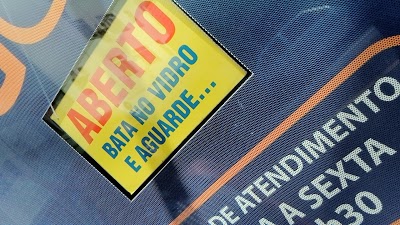 ABERTO
BATA NO VIDRO
E AGUARDE...
DE ATENDIMENTO
A SEXTA
h30